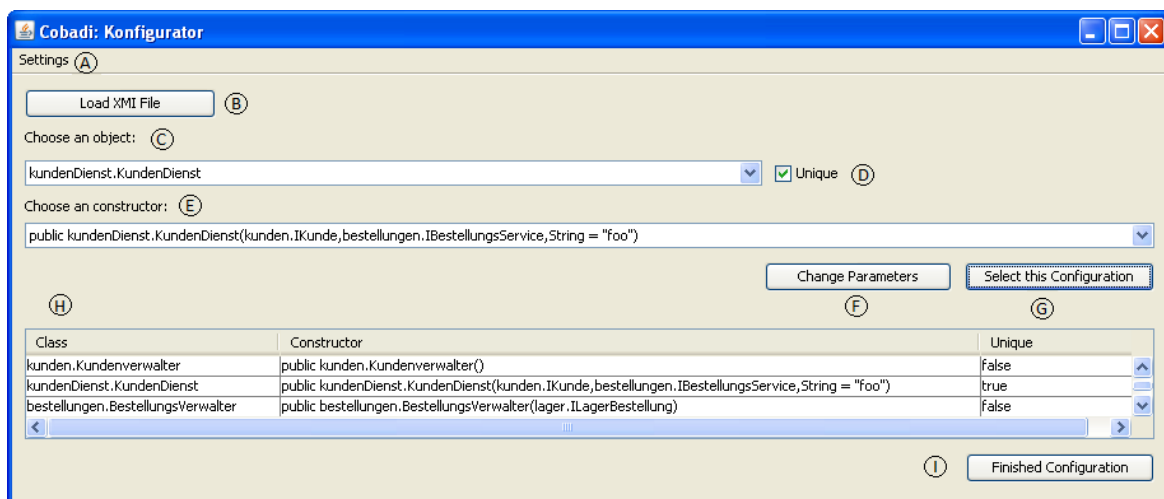 Cobadi: Konfigurator
Settings A
Load XMI File B
Choose an object: C
kundenDienst.KundenDienst Unique D
Choose an constructor: E
public kundenDienst.KundenDienst(kunden.IKunde,bestellungen.IBestellungsService,String = "foo")
Change Parameters Select this Configuration
H F G
Class Constructor Unique
kunden.Kundenverwalter public kunden.Kundenverwalter() false
kundenDienst.KundenDienst public kundenDienst.KundenDienst(kunden.IKunde,bestellungen.IBestellungsService,String = "foo") true
bestellungen.BestellungsVerwalter public bestellungen.BestellungsVerwalter(lager.ILagerBestellung) false
I Finished Configuration